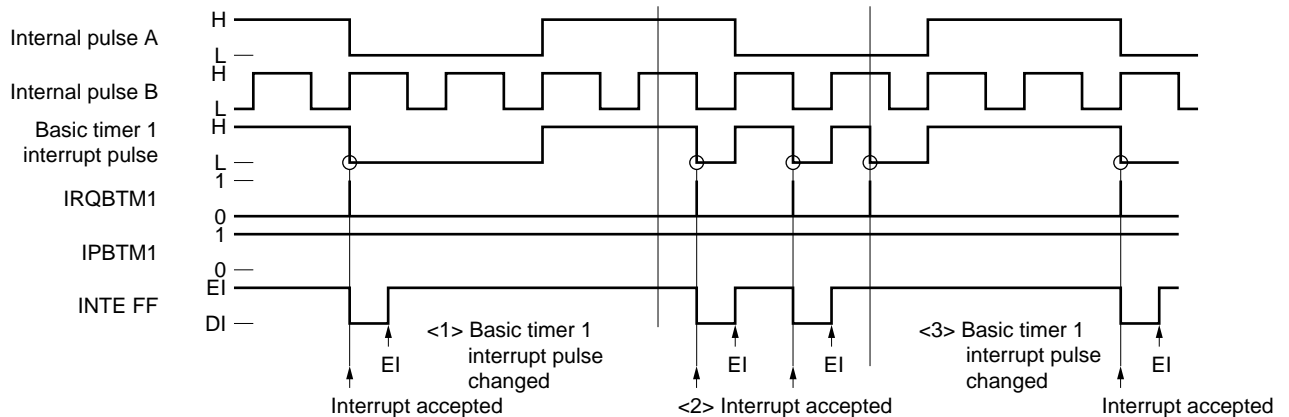 H
Internal pulse A
L
H
Internal pulse B
L
Basic timer 1
interrupt pulse
H
L
1
IRQBTM1
0
1
IPBTM1
0
EI
INTE FF
DI
<1> Basic timer 1
interrupt pulse
changed
<3> Basic timer 1
interrupt pulse
changed
EI
EI
EI
EI
Interrupt accepted
<2> Interrupt accepted
Interrupt accepted